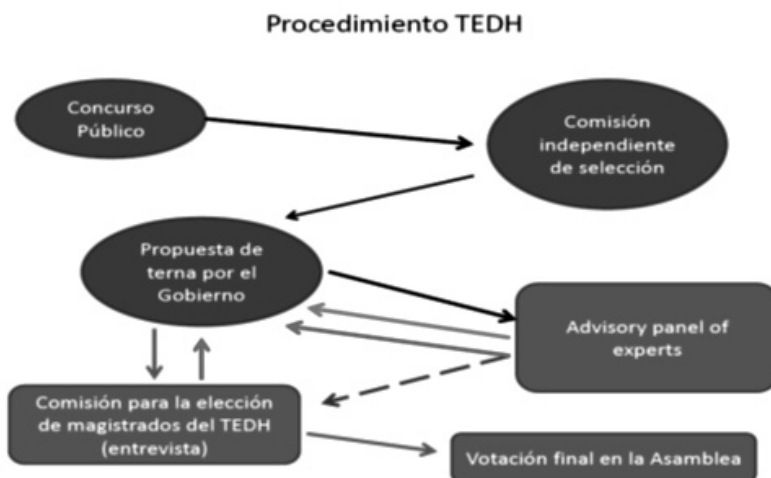 Procedimiento TEDH
Concurso
Público
Comisión
independiente
de selección
Propuesta de
terna por el
Gobierno
Advisory panel of
experts
Comisión para la elección
de magistrados del TEDH
(entrevista)
Votación final en la Asamblea